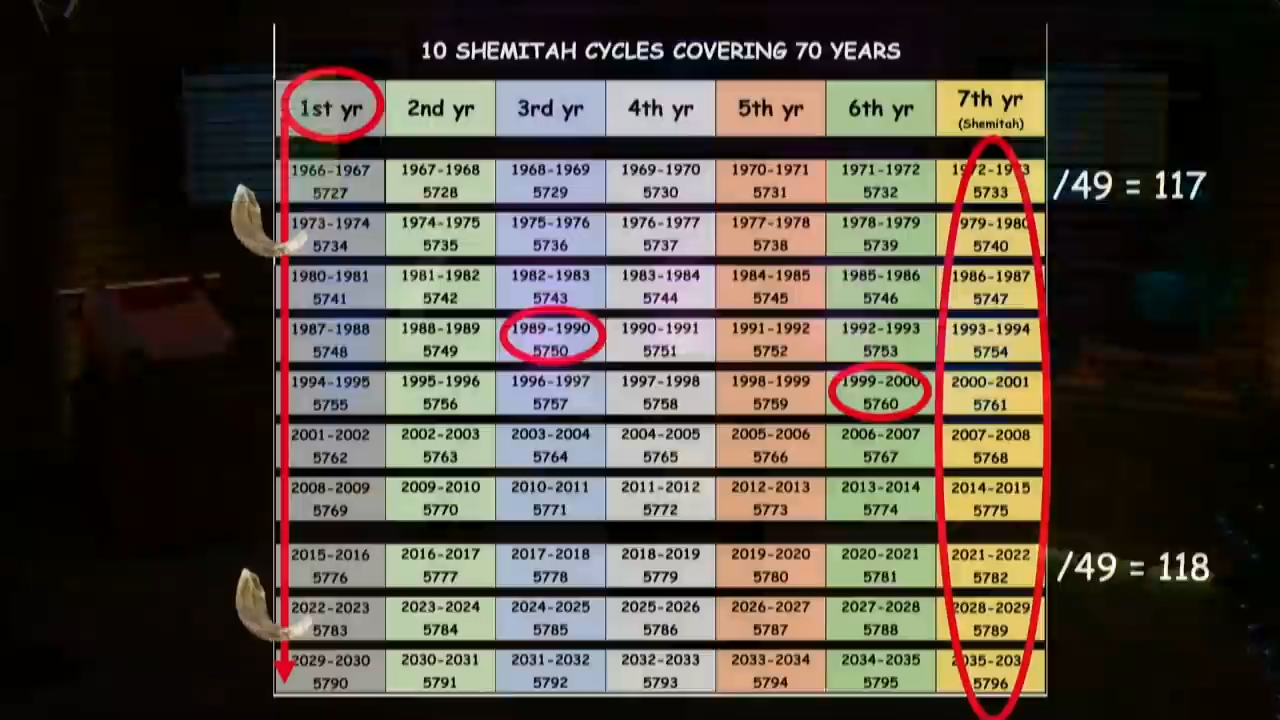 10 SHEMITAH CYCLES COVERING 70 YEARS
1st yr 2nd yr 3rd yr 4th yr 5th yr 6th yr 7th yr
(Shemitah)
1966-1967 1967-1968 1968-1969 1969-1970 1970-1971 1971-1972 1972-1973
5727 5728 5729 5730 5731 5732 5733 /49 = 117
1973-1974 1974-1975 1975-1976 1976-1977 1977-1978 1978-1979 1979-1980
5734 5735 5736 5737 5738 5739 5740
1980-1981 1981-1982 1982-1983 1983-1984 1984-1985 1985-1986 1986-1987
5741 5742 5743 5744 5745 5746 5747
1987-1988 1988-1989 1989-1990 1990-1991 1991-1992 1992-1993 1993-1994
5748 5749 5750 5751 5752 5753 5754
1994-1995 1995-1996 1996-1997 1997-1998 1998-1999 1999-2000 2000-2001
5755 5756 5757 5758 5759 5760 5761
2001-2002 2002-2003 2003-2004 2004-2005 2005-2006 2006-2007 2007-2008
5762 5763 5764 5765 5766 5767 5768
2008-2009 2009-2010 2010-2011 2011-2012 2012-2013 2013-2014 2014-2015
5769 5770 5771 5772 5773 5774 5775
2015-2016 2016-2017 2017-2018 2018-2019 2019-2020 2020-2021 2021-2022
5776 5777 5778 5779 5780 5781 5782 /49 = 118
2022-2023 2023-2024 2024-2025 2025-2026 2026-2027 2027-2028 2028-2029
5783 5784 5785 5786 5787 5788 5789
2029-2030 2030-2031 2031-2032 2032-2033 2033-2034 2034-2035 2035-2036
5790 5791 5792 5793 5794 5795 5796